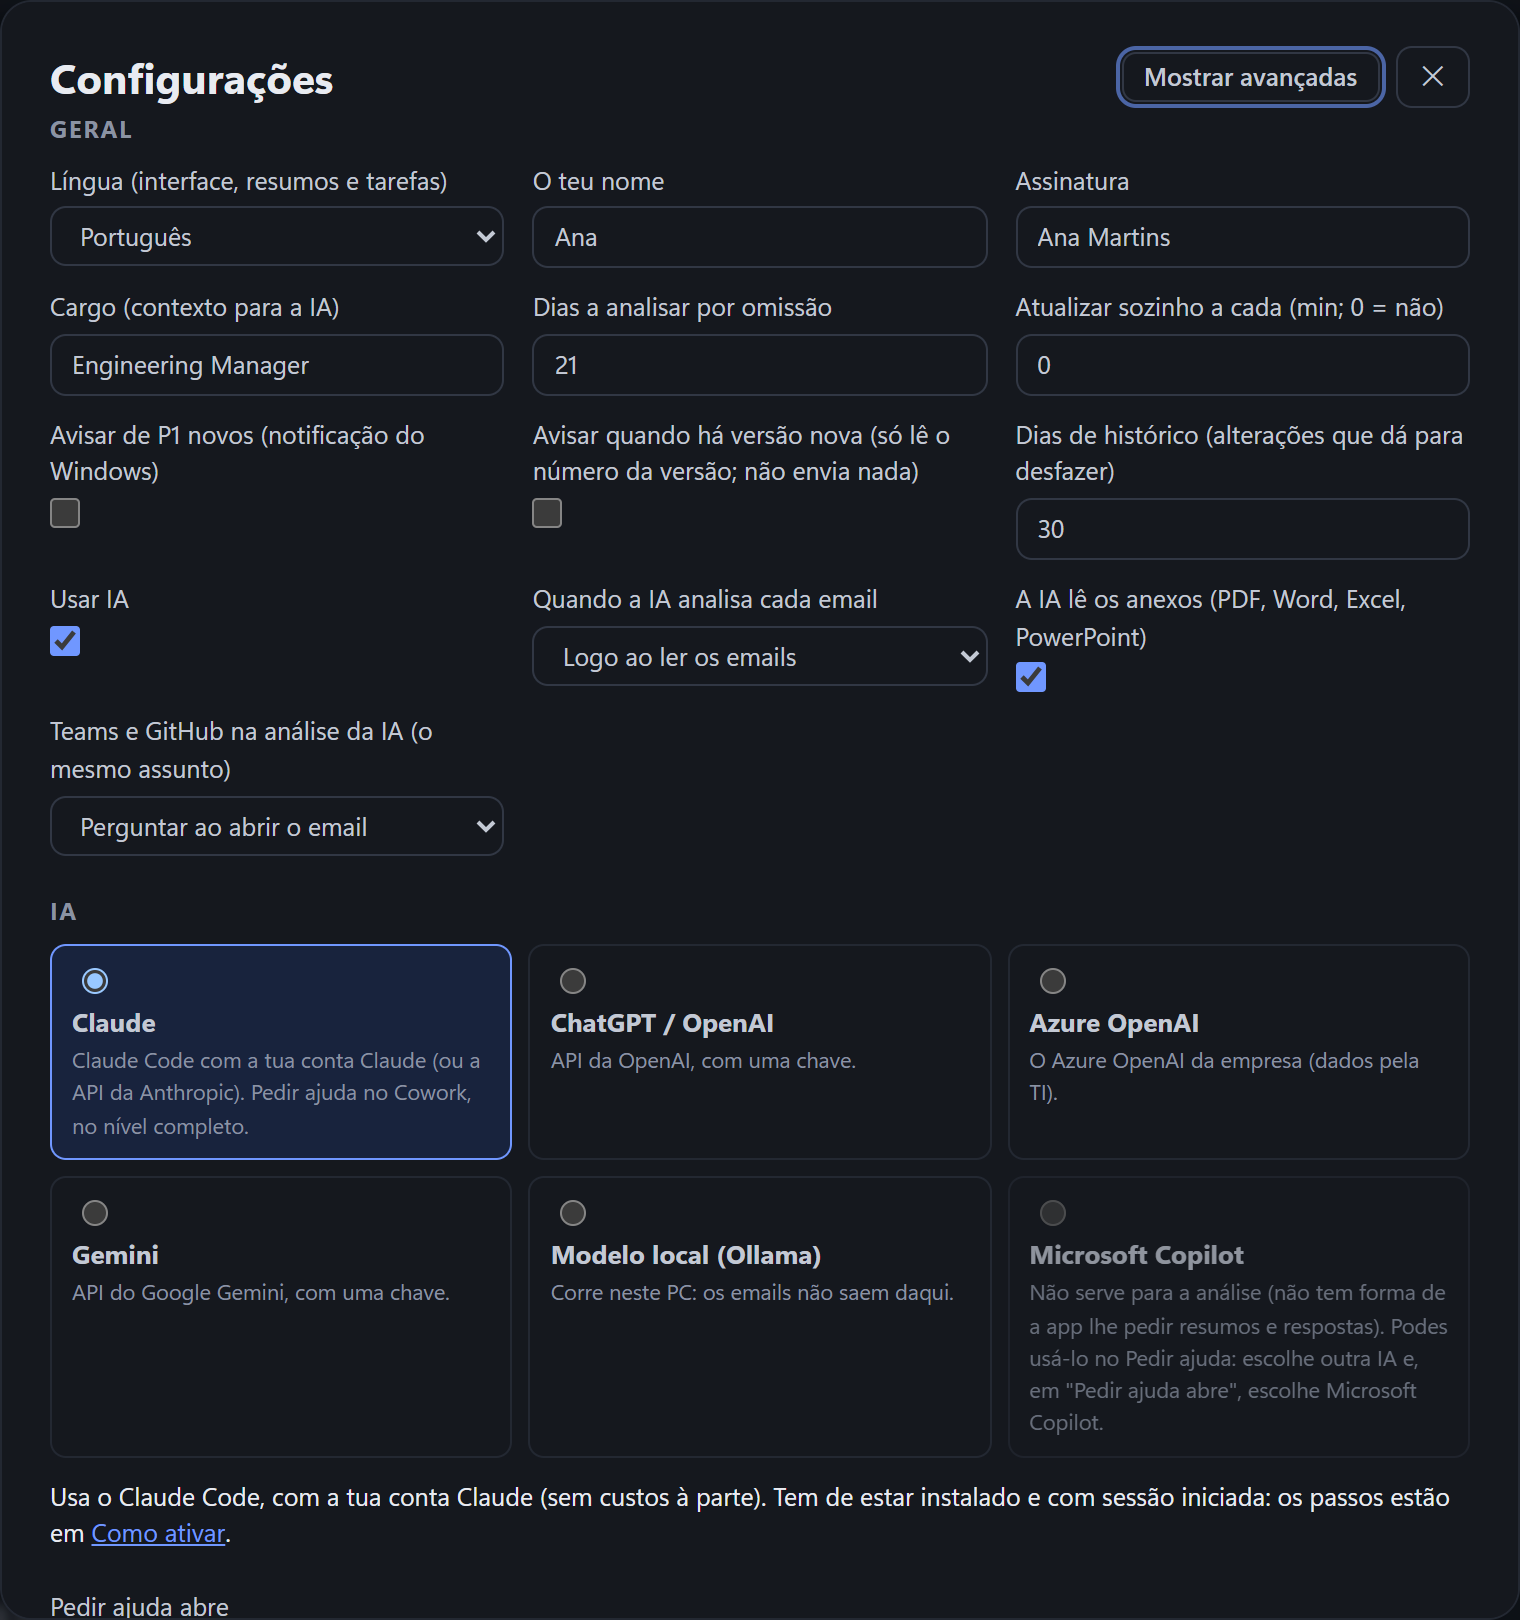 Configurações
Mostrar avançadas
GERAL
Língua (interface, resumos e tarefas)
Português
O teu nome
Ana
Assinatura
Ana Martins
Cargo (contexto para a IA)
Engineering Manager
Dias a analisar por omissão
21
Atualizar sozinho a cada (min; 0 = não)
0
Avisar de P1 novos (notificação do
Windows)
Avisar quando há versão nova (só lê o
número da versão; não envia nada)
Dias de histórico (alterações que dá para
desfazer)
30
Usar IA
Quando a IA analisa cada email
Logo ao ler os emails
A IA lê os anexos (PDF, Word, Excel,
PowerPoint)
Teams e GitHub na análise da IA (o
mesmo assunto)
Perguntar ao abrir o email
IA
Claude
Claude Code com a tua conta Claude (ou a
API da Anthropic). Pedir ajuda no Cowork,
no nível completo.
ChatGPT / OpenAI
API da OpenAI, com uma chave.
Azure OpenAI
O Azure OpenAI da empresa (dados pela
TI).
Gemini
API do Google Gemini, com uma chave.
Modelo local (Ollama)
Corre neste PC: os emails não saem daqui.
Microsoft Copilot
Não serve para a análise (não tem forma de
a app lhe pedir resumos e respostas). Podes
usá-lo no Pedir ajuda: escolhe outra IA e,
em "Pedir ajuda abre", escolhe Microsoft
Copilot.
Usa o Claude Code, com a tua conta Claude (sem custos à parte). Tem de estar instalado e com sessão iniciada: os passos estão
em Como ativar.
Pedir ajuda abre